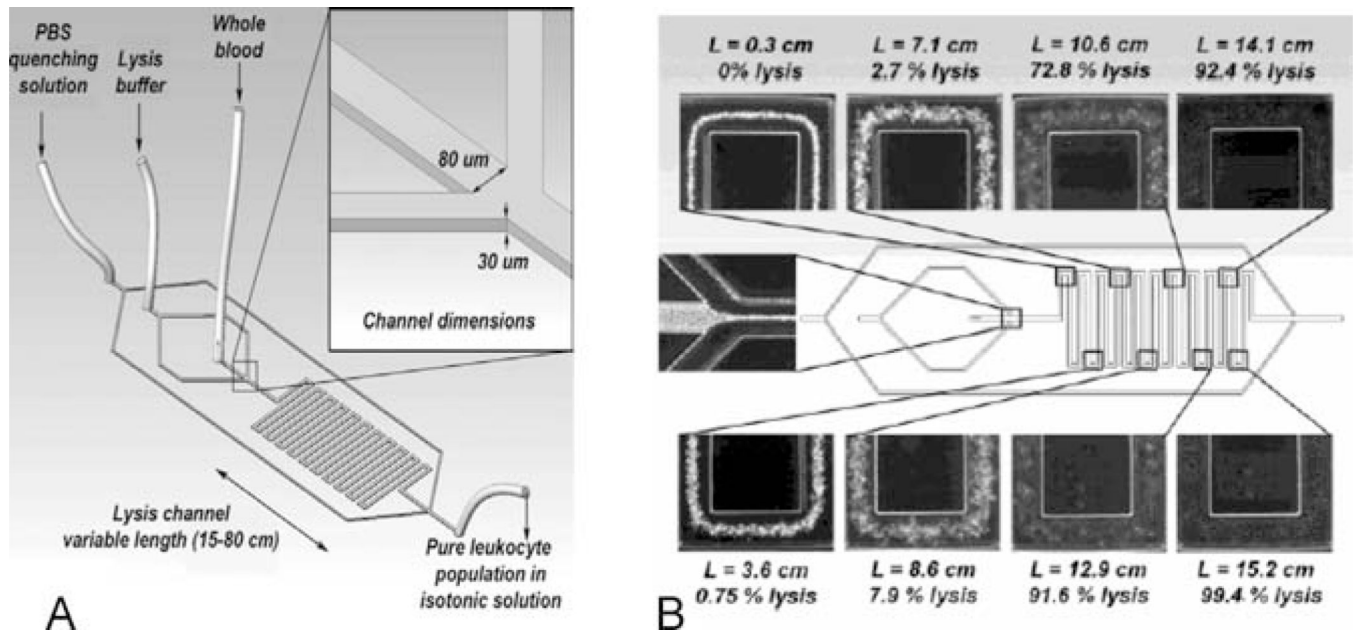 PBS
quenching
solution
Lysis
buffer
Whole
blood
80 um
30 um
Channel dimensions
Lysis channel
variable length (15-80 cm)
Pure leukocyte
population in
isotonic solution
A
L = 0.3 cm
0% lysis
L = 7.1 cm
2.7 % lysis
L = 10.6 cm
72.8 % lysis
L = 14.1 cm
92.4 % lysis
L = 3.6 cm
0.75 % lysis
L = 8.6 cm
7.9 % lysis
L = 12.9 cm
91.6 % lysis
L = 15.2 cm
99.4 % lysis
B